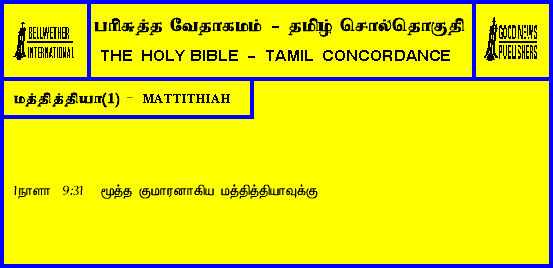 BELLWETHER
INTERNATIONAL
பரிசுத்த வேதாகமம் - தமிழ் சொல்தொகுதி
THE HOLY BIBLE - TAMIL CONCORDANCE
GOOD NEWS
PUBLISHERS
மத்தித்தியா(1) - MATTITHIAH
1நாளா 9:31 மூத்த குமாரனாகிய மத்தித்தியாவுக்கு